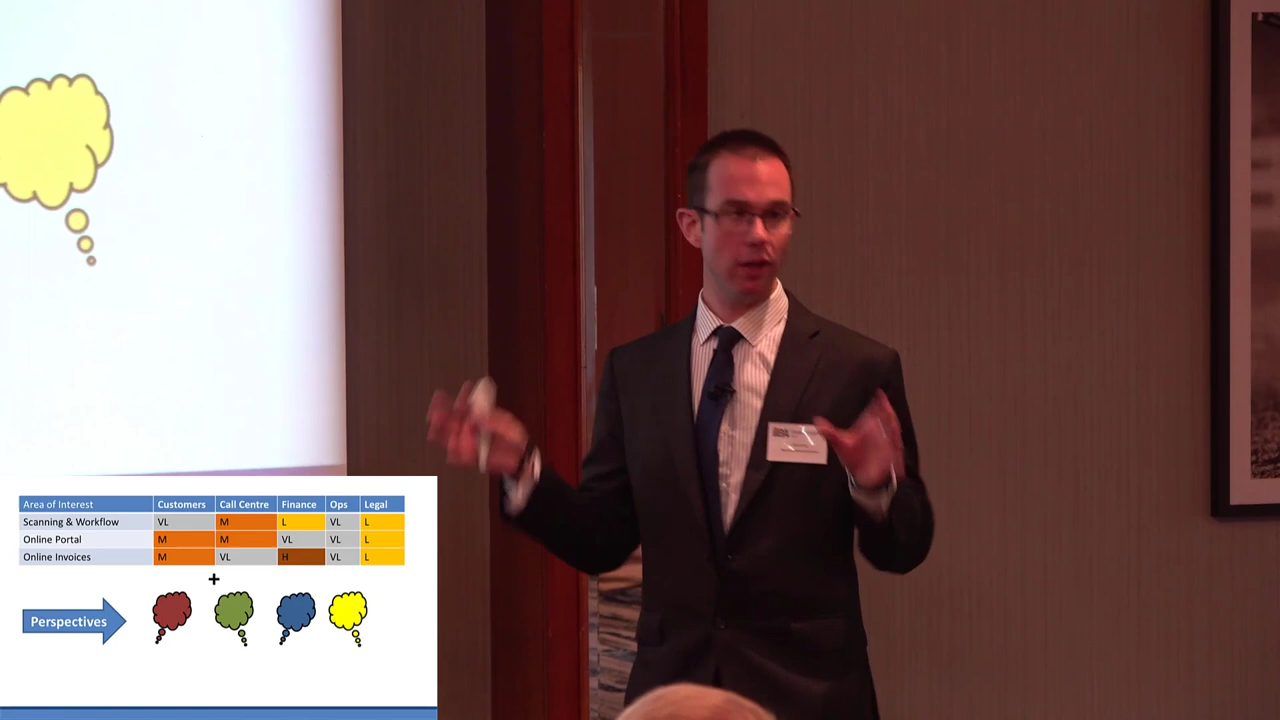 Area of Interest Customers Call Centre Finance Ops Legal
Scanning & Workflow VL M L VL L
Online Portal M M VL VL L
Online Invoices M VL H VL L
+
Perspectives